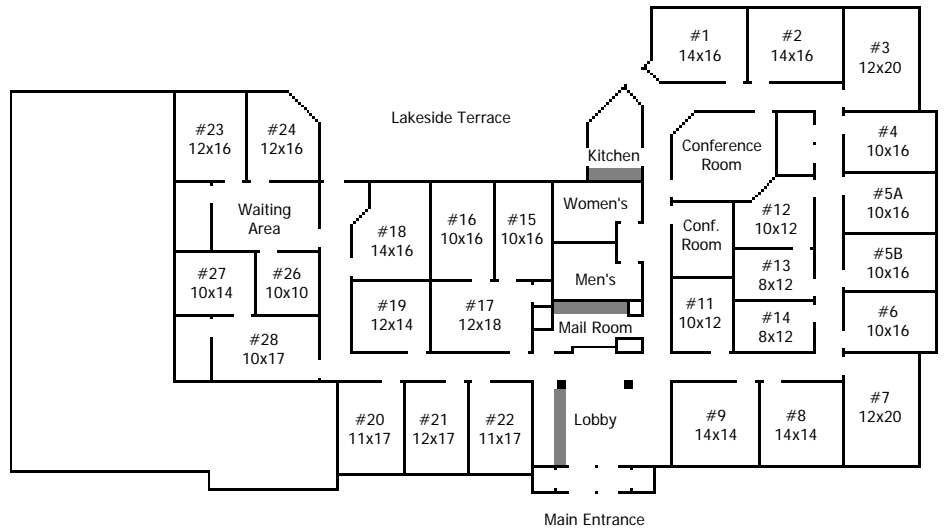 #1
14x16
#2
14x16
#3
12x20
Lakeside Terrace
#23
12x16
#24
12x16
Kitchen
Conference
Room
#4
10x16
Waiting
Area
#18
14x16
#16
10x16
#15
10x16
Women's
Conf.
Room
#12
10x12
#5A
10x16
#27
10x14
#26
10x10
Men's
#13
8x12
#5B
10x16
#19
12x14
#17
12x18
Mail Room
#11
10x12
#14
8x12
#6
10x16
#28
10x17
#20
11x17
#21
12x17
#22
11x17
Lobby
#9
14x14
#8
14x14
#7
12x20
Main Entrance